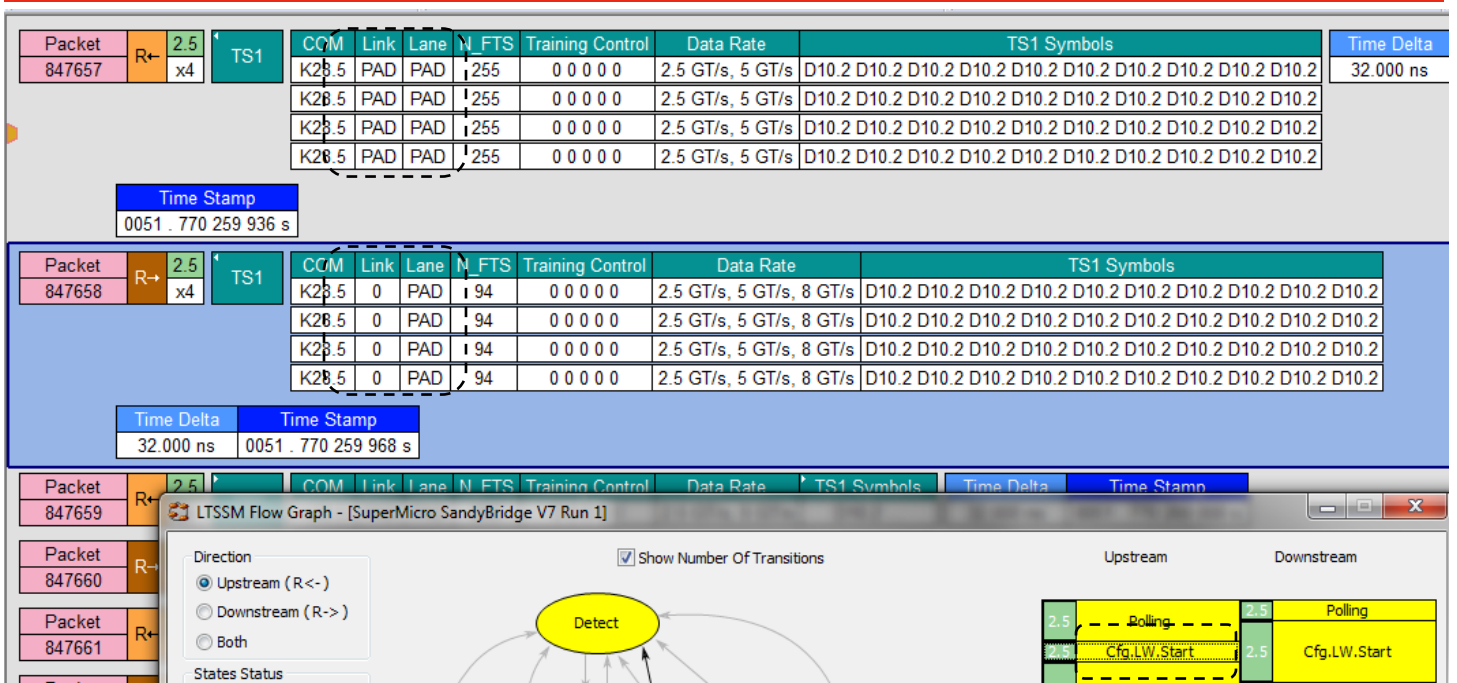 Packet R← 2.5 TS1 COM Link Lane N_FTS Training Control Data Rate TS1 Symbols Time Delta
847657 x4 K28.5 PAD PAD 255 0 0 0 0 0 2.5 GT/s, 5 GT/s D10.2 D10.2 D10.2 D10.2 D10.2 D10.2 D10.2 D10.2 D10.2 D10.2 32.000 ns
K28.5 PAD PAD 255 0 0 0 0 0 2.5 GT/s, 5 GT/s D10.2 D10.2 D10.2 D10.2 D10.2 D10.2 D10.2 D10.2 D10.2 D10.2
K28.5 PAD PAD 255 0 0 0 0 0 2.5 GT/s, 5 GT/s D10.2 D10.2 D10.2 D10.2 D10.2 D10.2 D10.2 D10.2 D10.2 D10.2
K28.5 PAD PAD 255 0 0 0 0 0 2.5 GT/s, 5 GT/s D10.2 D10.2 D10.2 D10.2 D10.2 D10.2 D10.2 D10.2 D10.2 D10.2
Time Stamp
0051 . 770 259 936 s
Packet R→ 2.5 TS1 COM Link Lane N_FTS Training Control Data Rate TS1 Symbols
847658 x4 K28.5 0 PAD 94 0 0 0 0 0 2.5 GT/s, 5 GT/s, 8 GT/s D10.2 D10.2 D10.2 D10.2 D10.2 D10.2 D10.2 D10.2 D10.2 D10.2
K28.5 0 PAD 94 0 0 0 0 0 2.5 GT/s, 5 GT/s, 8 GT/s D10.2 D10.2 D10.2 D10.2 D10.2 D10.2 D10.2 D10.2 D10.2 D10.2
K28.5 0 PAD 94 0 0 0 0 0 2.5 GT/s, 5 GT/s, 8 GT/s D10.2 D10.2 D10.2 D10.2 D10.2 D10.2 D10.2 D10.2 D10.2 D10.2
K28.5 0 PAD 94 0 0 0 0 0 2.5 GT/s, 5 GT/s, 8 GT/s D10.2 D10.2 D10.2 D10.2 D10.2 D10.2 D10.2 D10.2 D10.2 D10.2
Time Delta Time Stamp
32.000 ns 0051 . 770 259 968 s
Packet R← 2.5 COM Link Lane N_FTS Training Control Data Rate TS1 Symbols Time Delta Time Stamp
847659
LTSSM Flow Graph - [SuperMicro SandyBridge V7 Run 1]
Packet R→
847660
Packet R←
847661
Direction
Upstream (R<-)
Downstream (R->)
Both
States Status
Show Number Of Transitions
Detect
Upstream Downstream
2.5 Polling 2.5 Polling
2.5 Cfg.LW.Start 2.5 Cfg.LW.Start